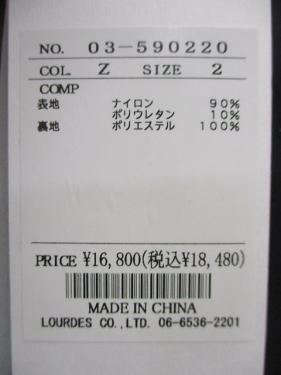 NO. 03-590220
COL. Z SIZE 2
COMP
表地 ナイロン 90%
ポリウレタン 10%
裏地 ポリエステル 100%
PRICE ¥16,800(税込¥18,480)
MADE IN CHINA
LOURDES CO.,LTD. 06-6536-2201